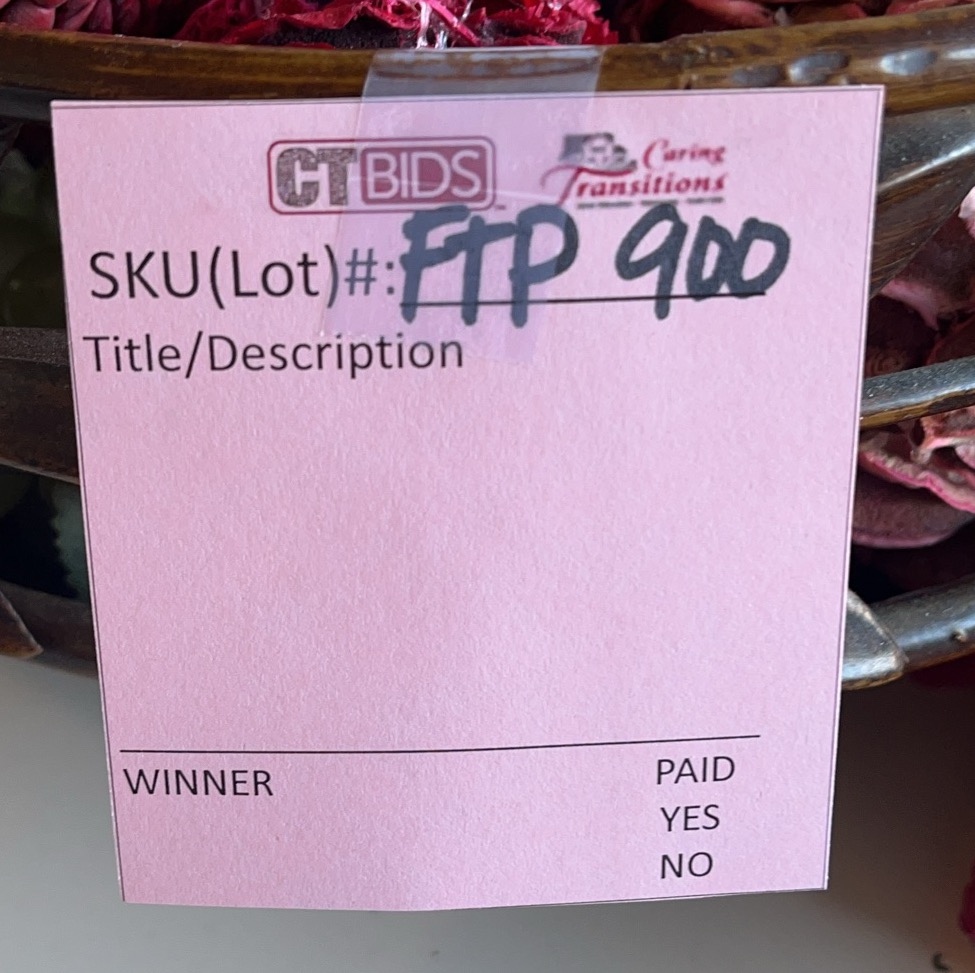 CTBIDS
Caring
Transitions
SKU(Lot)#: FTP 900
Title/Description
WINNER PAID
YES
NO